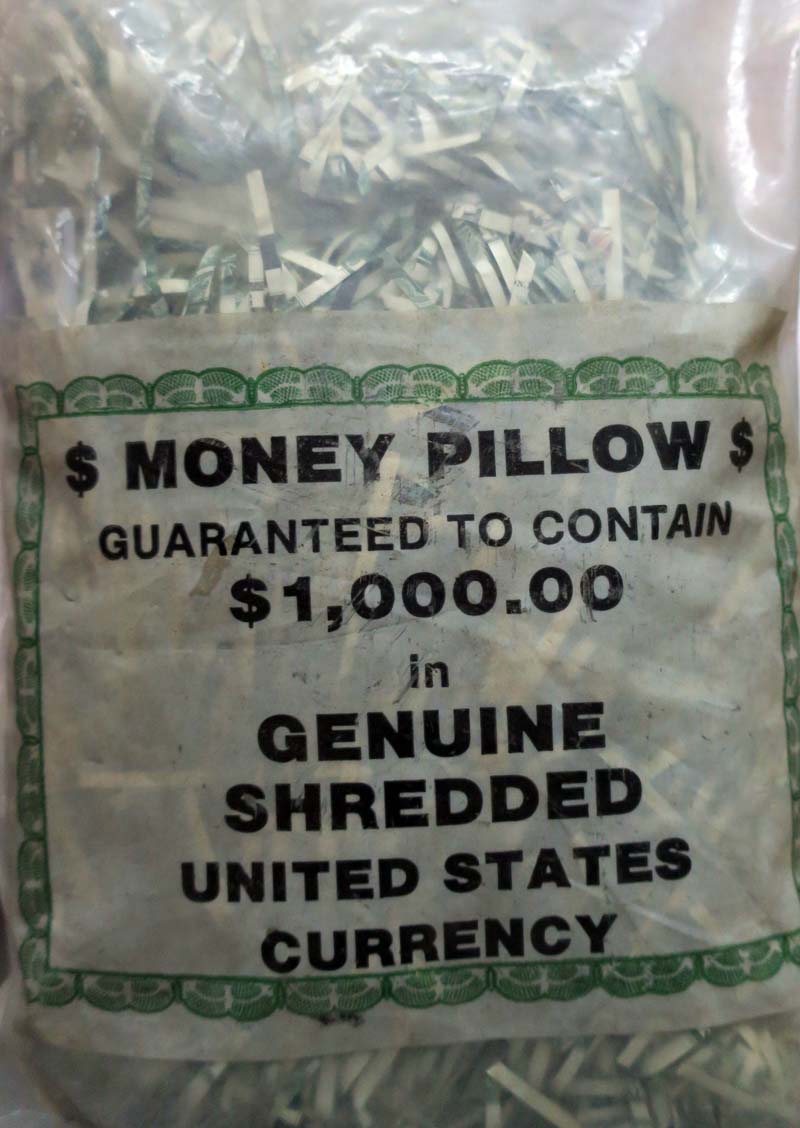 $ MONEY PILLOW $
GUARANTEED TO CONTAIN
$1,000.00
in
GENUINE
SHREDDED
UNITED STATES
CURRENCY